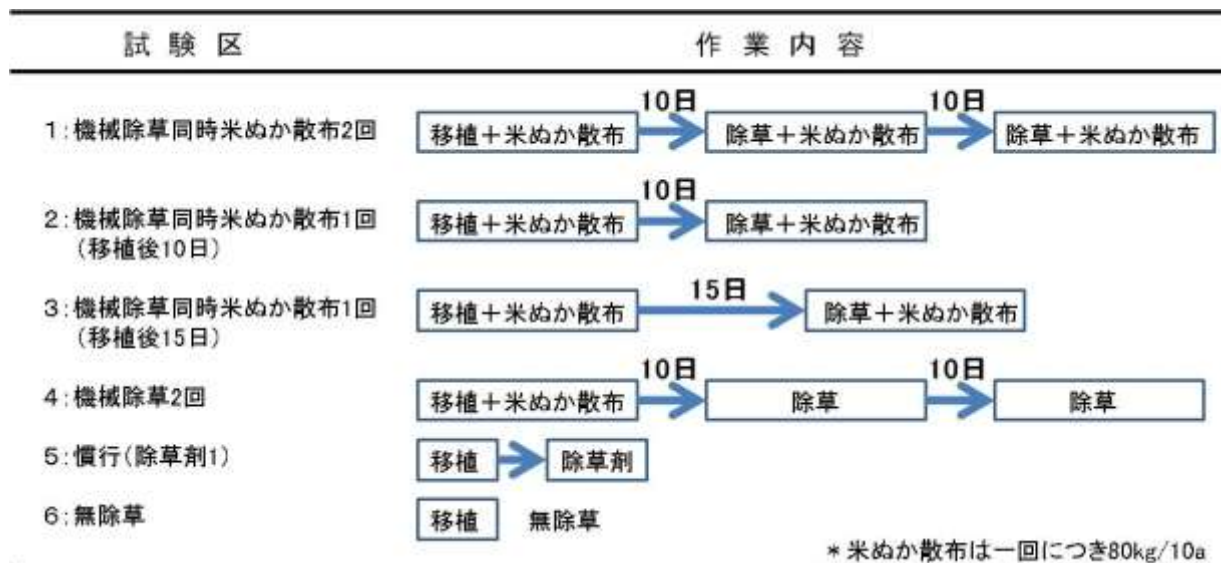 試 験 区 作 業 内 容
10日 10日
1:機械除草同時米ぬか散布2回 移植+米ぬか散布 除草+米ぬか散布 除草+米ぬか散布
10日
2:機械除草同時米ぬか散布1回 移植+米ぬか散布 除草+米ぬか散布
(移植後10日)
15日
3:機械除草同時米ぬか散布1回 移植+米ぬか散布 除草+米ぬか散布
(移植後15日)
10日 10日
4:機械除草2回 移植+米ぬか散布 除草 除草
5:慣行(除草剤1) 移植 除草剤
6:無除草 移植 無除草
*米ぬか散布は一回につき80kg/10a